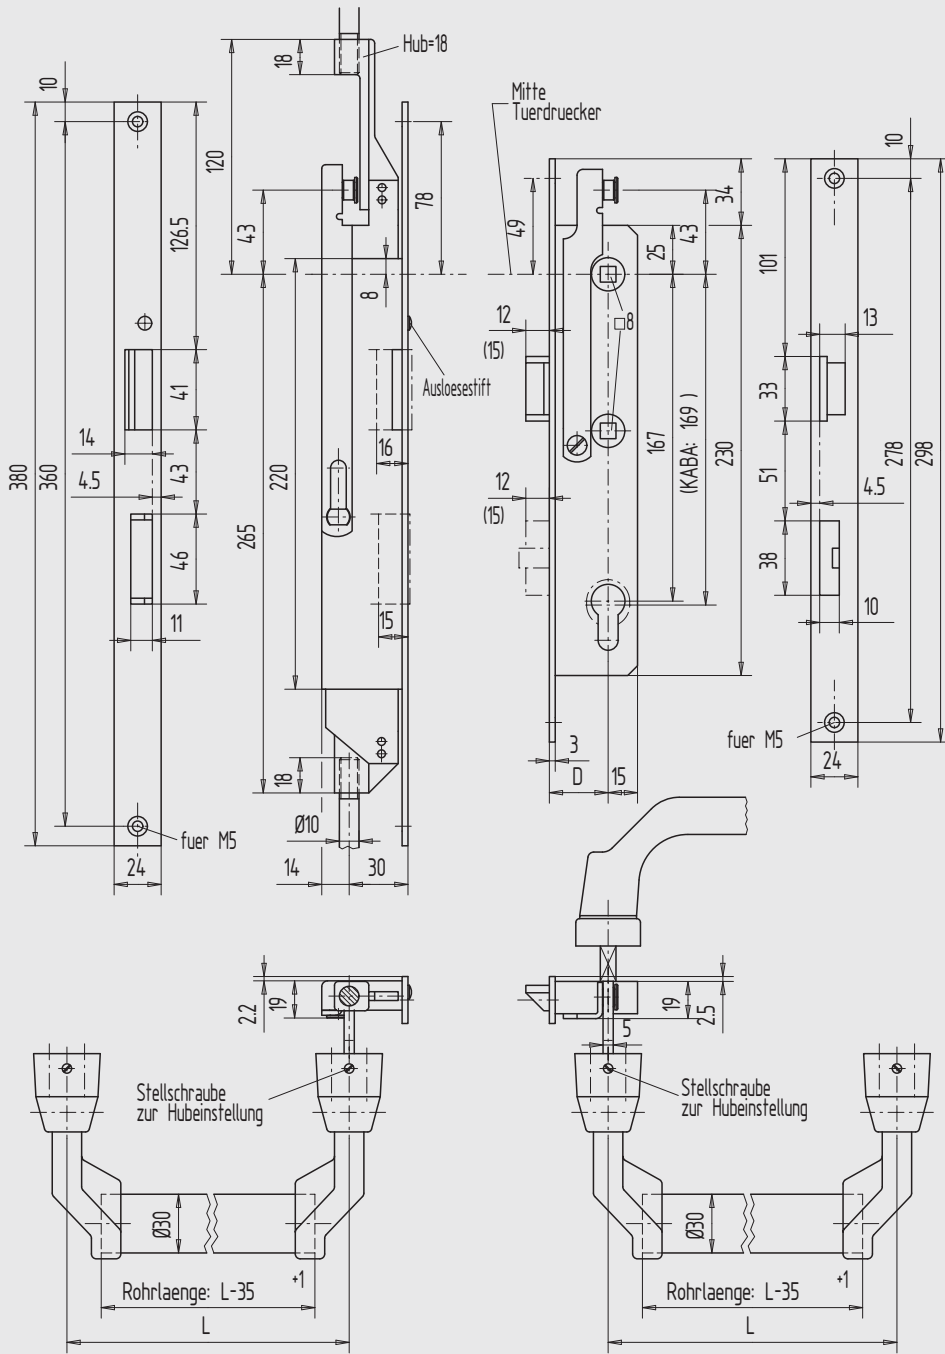 Hub=18
18
10
Mitte
Tuerdruecker
120
10
78
34
43
49
43
126.5
25
101
8
12
□8
13
(15)
Ausloesestift
41
33
16
14
(KABA: 169 )
167
380
360
43
220
230
278
298
4.5
12
51
4.5
(15)
265
46
38
15
11
10
fuer M5
3
24
18
D
15
Ø10
fuer M5
24
14
30
2.2
19
19
2.5
5
Stellschraube
zur Hubeinstellung
Stellschraube
zur Hubeinstellung
Ø30
Ø30
+1
Rohrlaenge: L-35
+1
Rohrlaenge: L-35
L
L